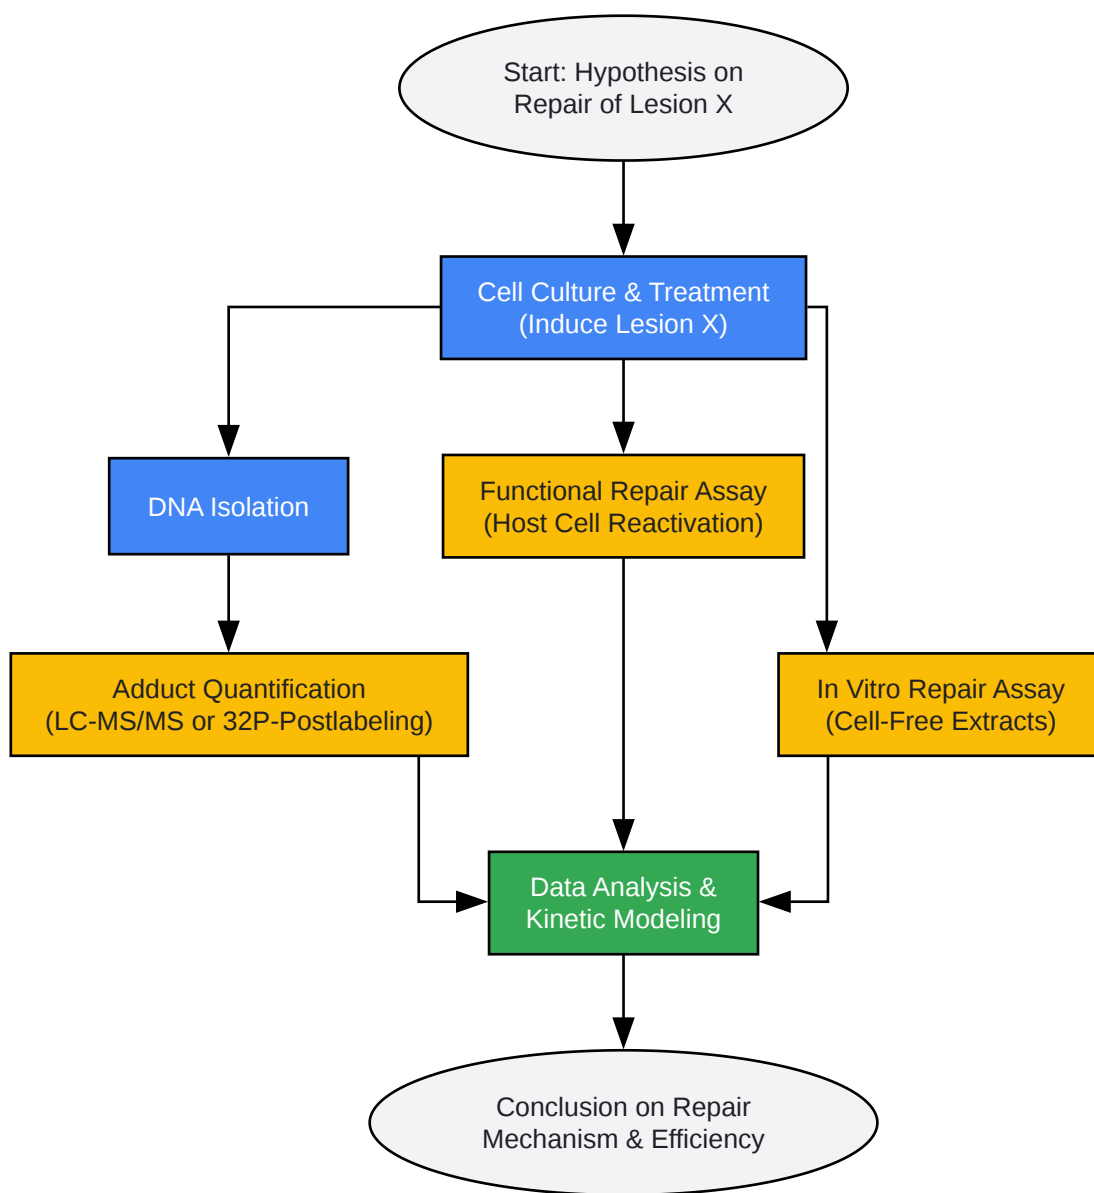 Start: Hypothesis on
Repair of Lesion X
Cell Culture & Treatment
(Induce Lesion X)
DNA Isolation
Functional Repair Assay
(Host Cell Reactivation)
Adduct Quantification
(LC-MS/MS or 32P-Postlabeling)
In Vitro Repair Assay
(Cell-Free Extracts)
Data Analysis &
Kinetic Modeling
Conclusion on Repair
Mechanism & Efficiency